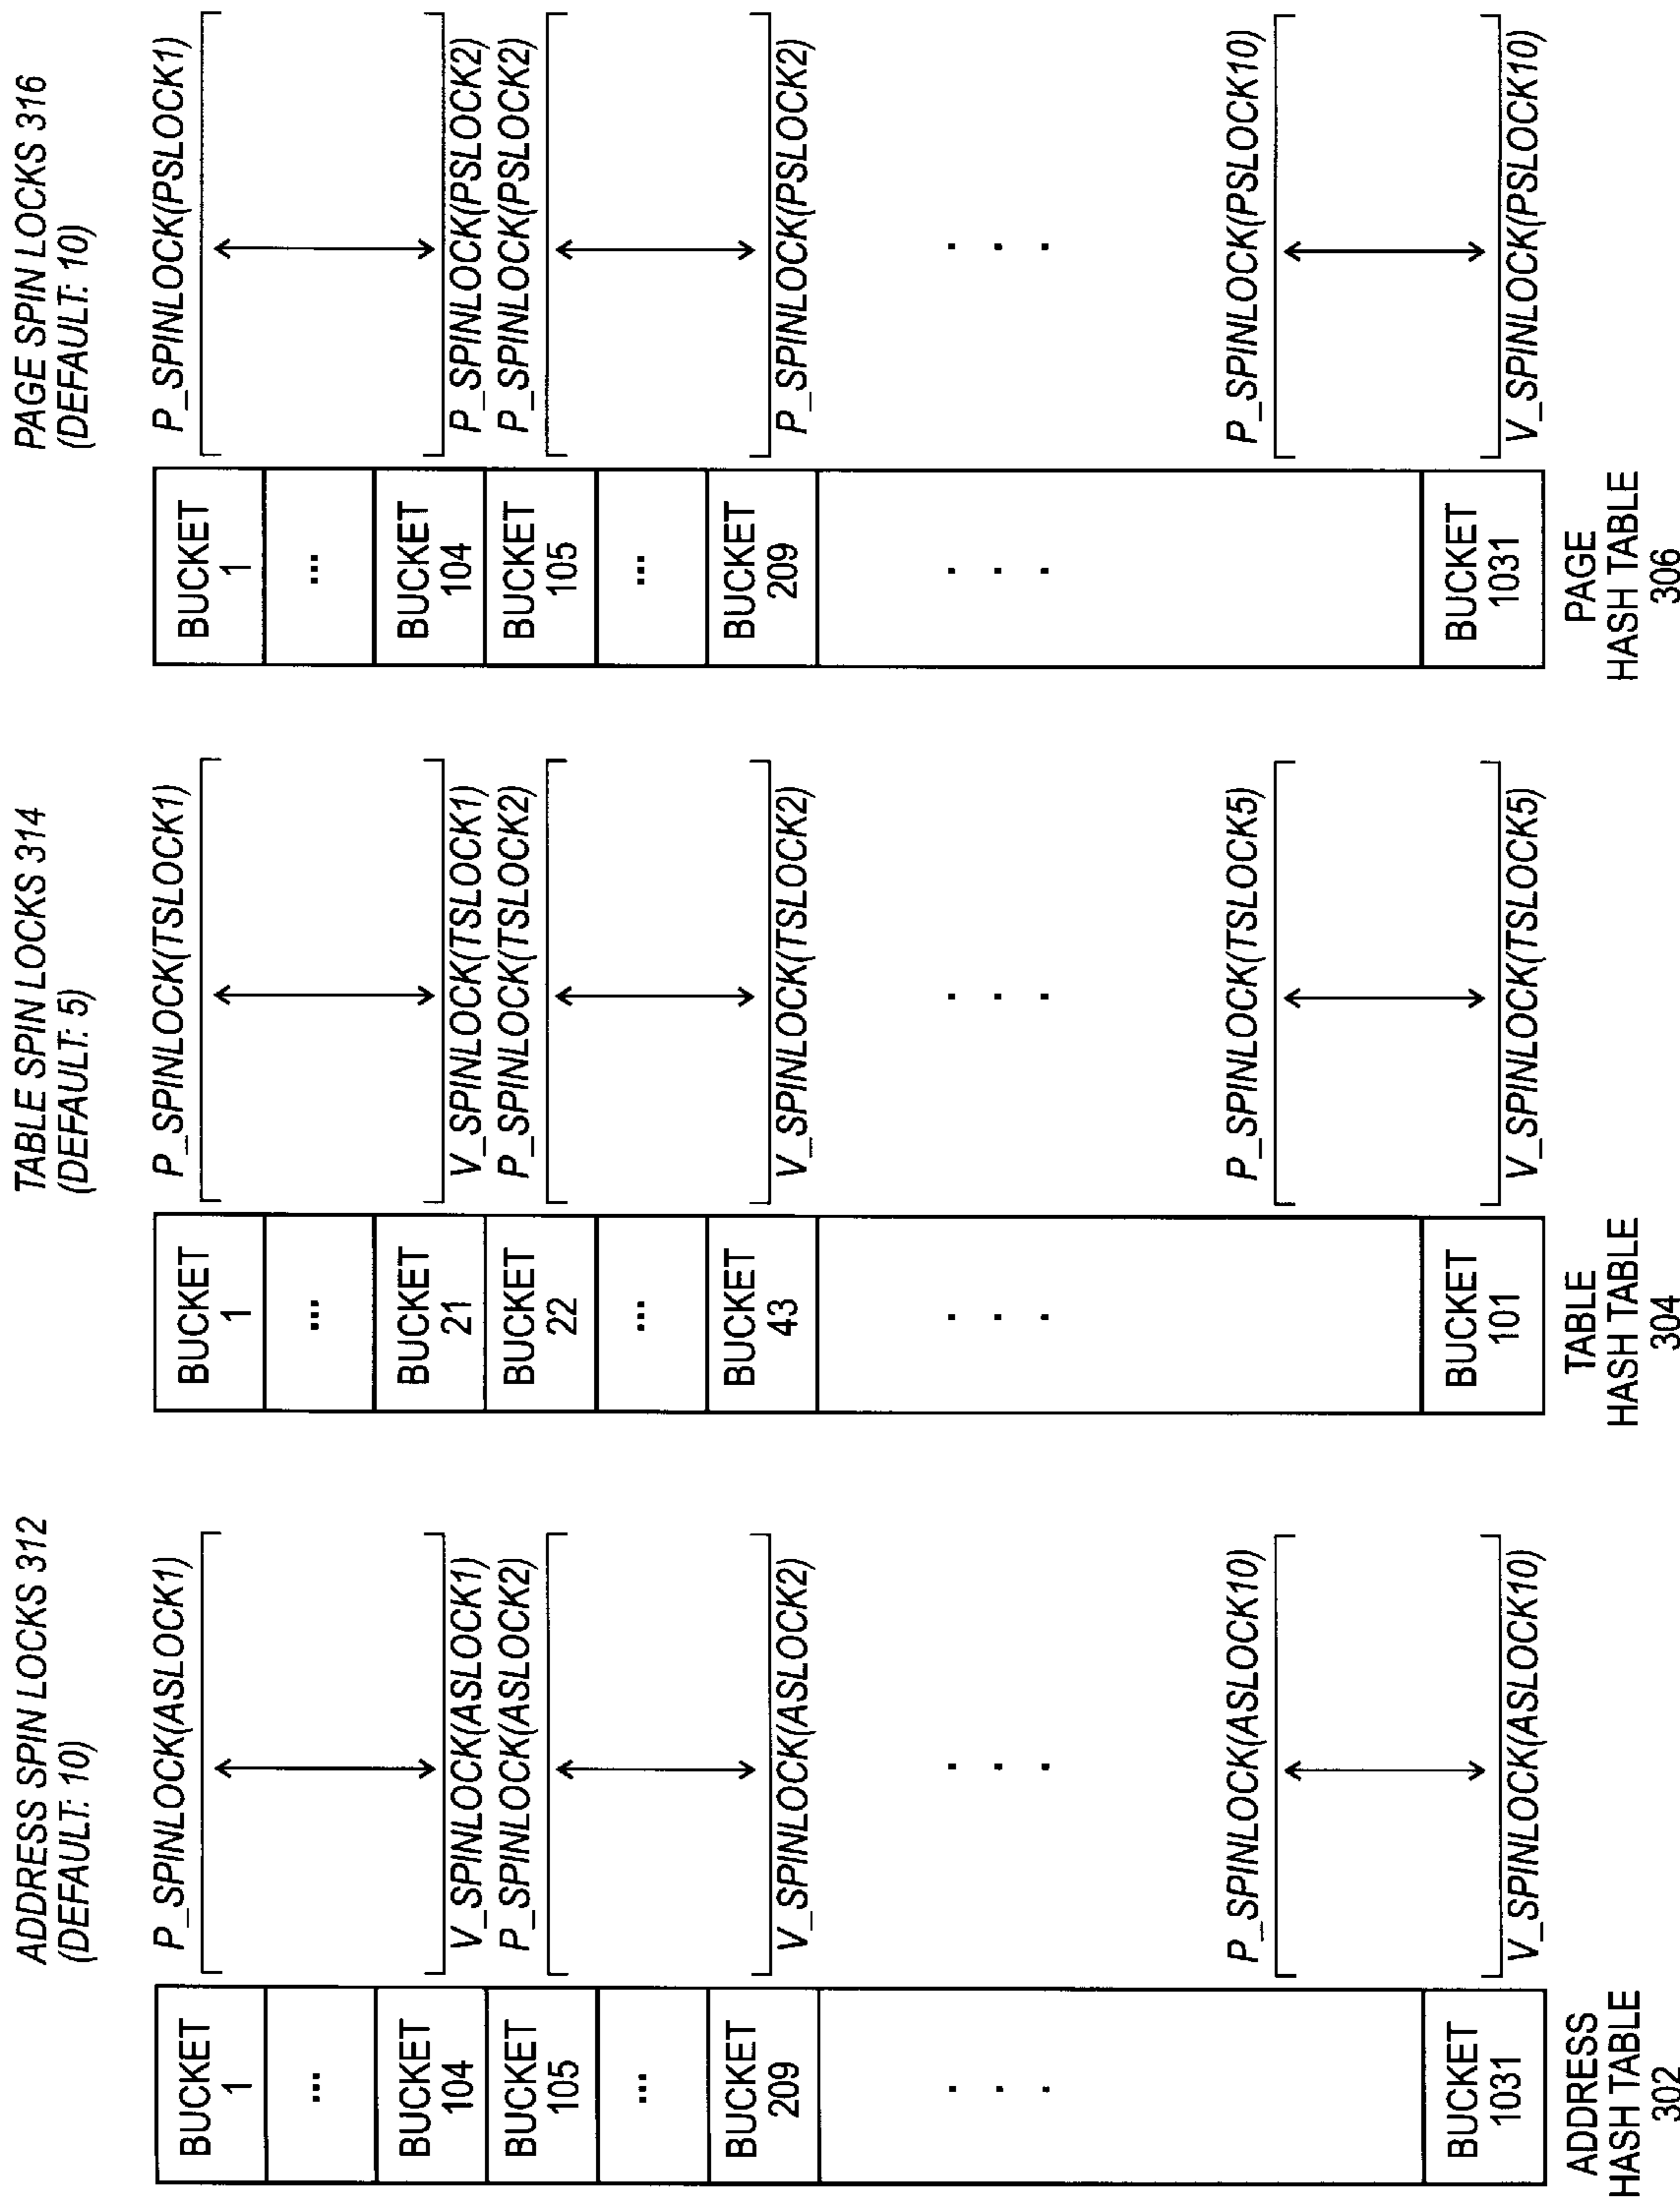 ADDRESS SPIN LOCKS 312
(DEFAULT: 10)
BUCKET
1
...
BUCKET
104
BUCKET
105
...
BUCKET
209
. . .
BUCKET
1031
P_SPINLOCK(ASLOCK1)
V_SPINLOCK(ASLOCK1)
P_SPINLOCK(ASLOCK2)
V_SPINLOCK(ASLOCK2)
. . .
P_SPINLOCK(ASLOCK10)
V_SPINLOCK(ASLOCK10)
ADDRESS
HASH TABLE
302
TABLE SPIN LOCKS 314
(DEFAULT: 5)
BUCKET
1
...
BUCKET
21
BUCKET
22
...
BUCKET
43
. . .
BUCKET
101
P_SPINLOCK(TSLOCK1)
V_SPINLOCK(TSLOCK1)
P_SPINLOCK(TSLOCK2)
V_SPINLOCK(TSLOCK2)
. . .
P_SPINLOCK(TSLOCK5)
V_SPINLOCK(TSLOCK5)
TABLE
HASH TABLE
304
PAGE SPIN LOCKS 316
(DEFAULT: 10)
BUCKET
1
...
BUCKET
104
BUCKET
105
...
BUCKET
209
. . .
BUCKET
1031
P_SPINLOCK(PSLOCK1)
P_SPINLOCK(PSLOCK2)
P_SPINLOCK(PSLOCK2)
P_SPINLOCK(PSLOCK2)
. . .
P_SPINLOCK(PSLOCK10)
V_SPINLOCK(PSLOCK10)
PAGE
HASH TABLE
306